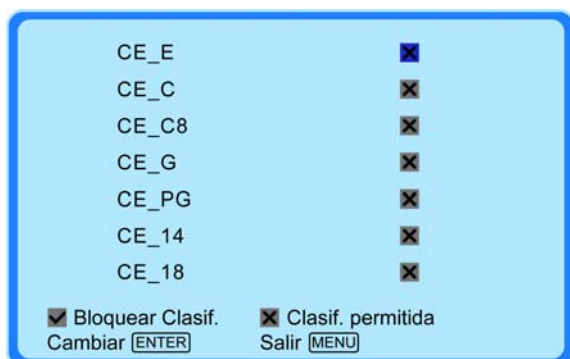 CE_E
CE_C
CE_C8
CE_G
CE_PG
CE_14
CE_18
Bloquear Clasif. Clasif. permitida
Cambiar ENTER Salir MENU